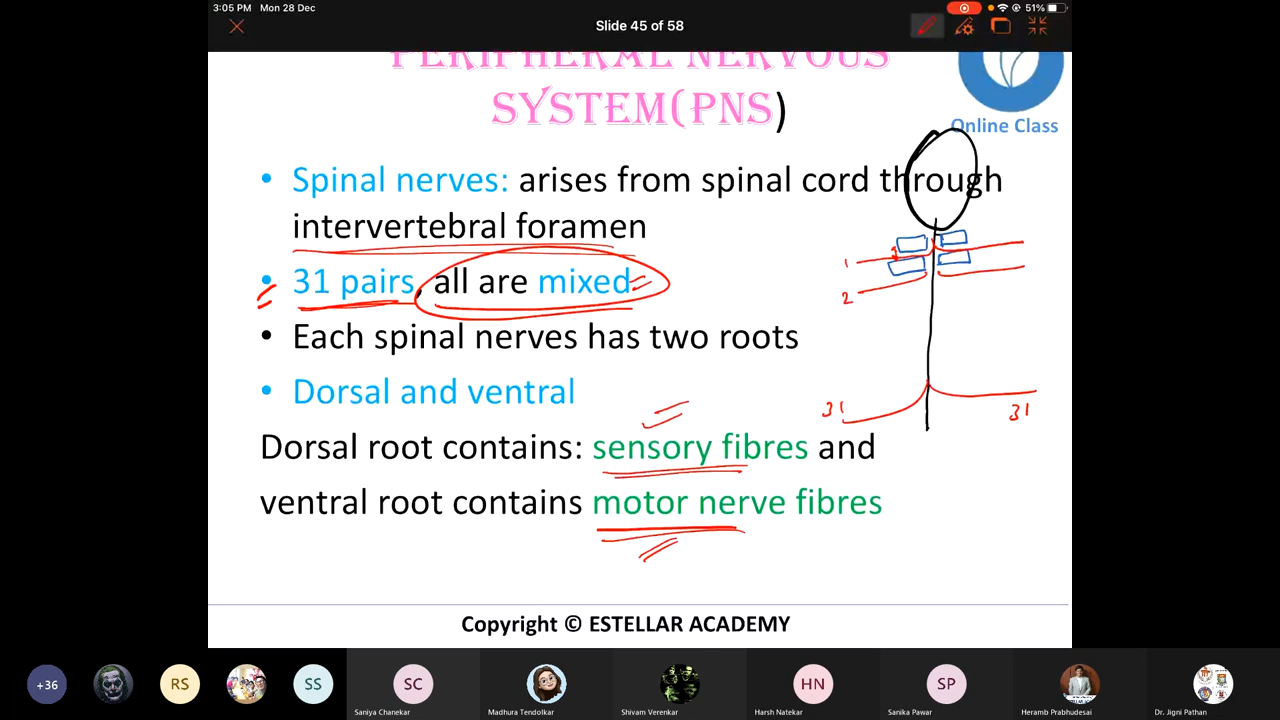 3:05 PM Mon 28 Dec
51%
Slide 45 of 58
PERIPHERAL NERVOUS
SYSTEM(PNS)
Online Class
• Spinal nerves: arises from spinal cord through
intervertebral foramen
• 31 pairs, all are mixed
• Each spinal nerves has two roots
• Dorsal and ventral
Dorsal root contains: sensory fibres and
ventral root contains motor nerve fibres
1
2
31
31
Copyright © ESTELLAR ACADEMY
+36
RS
SS
SC
HN
SP
Saniya Chanekar
Madhura Tendolkar
Shivam Verenkar
Harsh Natekar
Sanika Pawar
Heramb Prabhudesai
Dr. Jigni Pathan